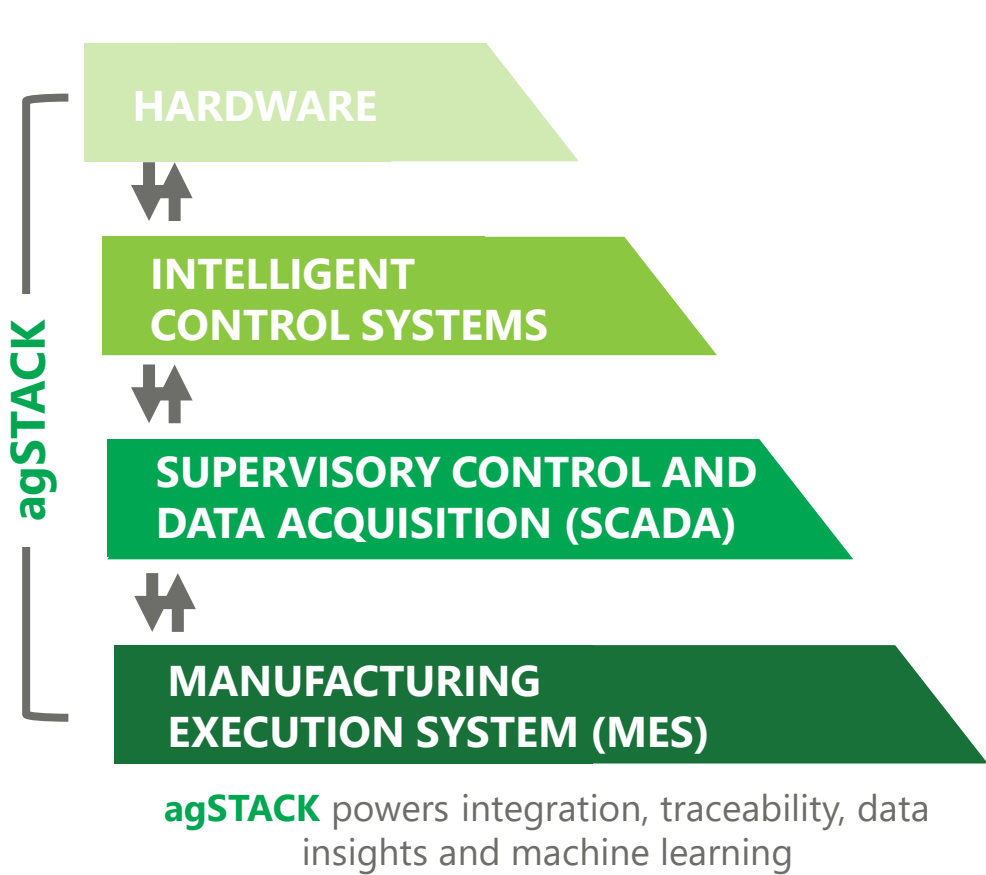 HARDWARE
INTELLIGENT
CONTROL SYSTEMS
agSTACK
SUPERVISORY CONTROL AND
DATA ACQUISITION (SCADA)
MANUFACTURING
EXECUTION SYSTEM (MES)
agSTACK powers integration, traceability, data
insights and machine learning